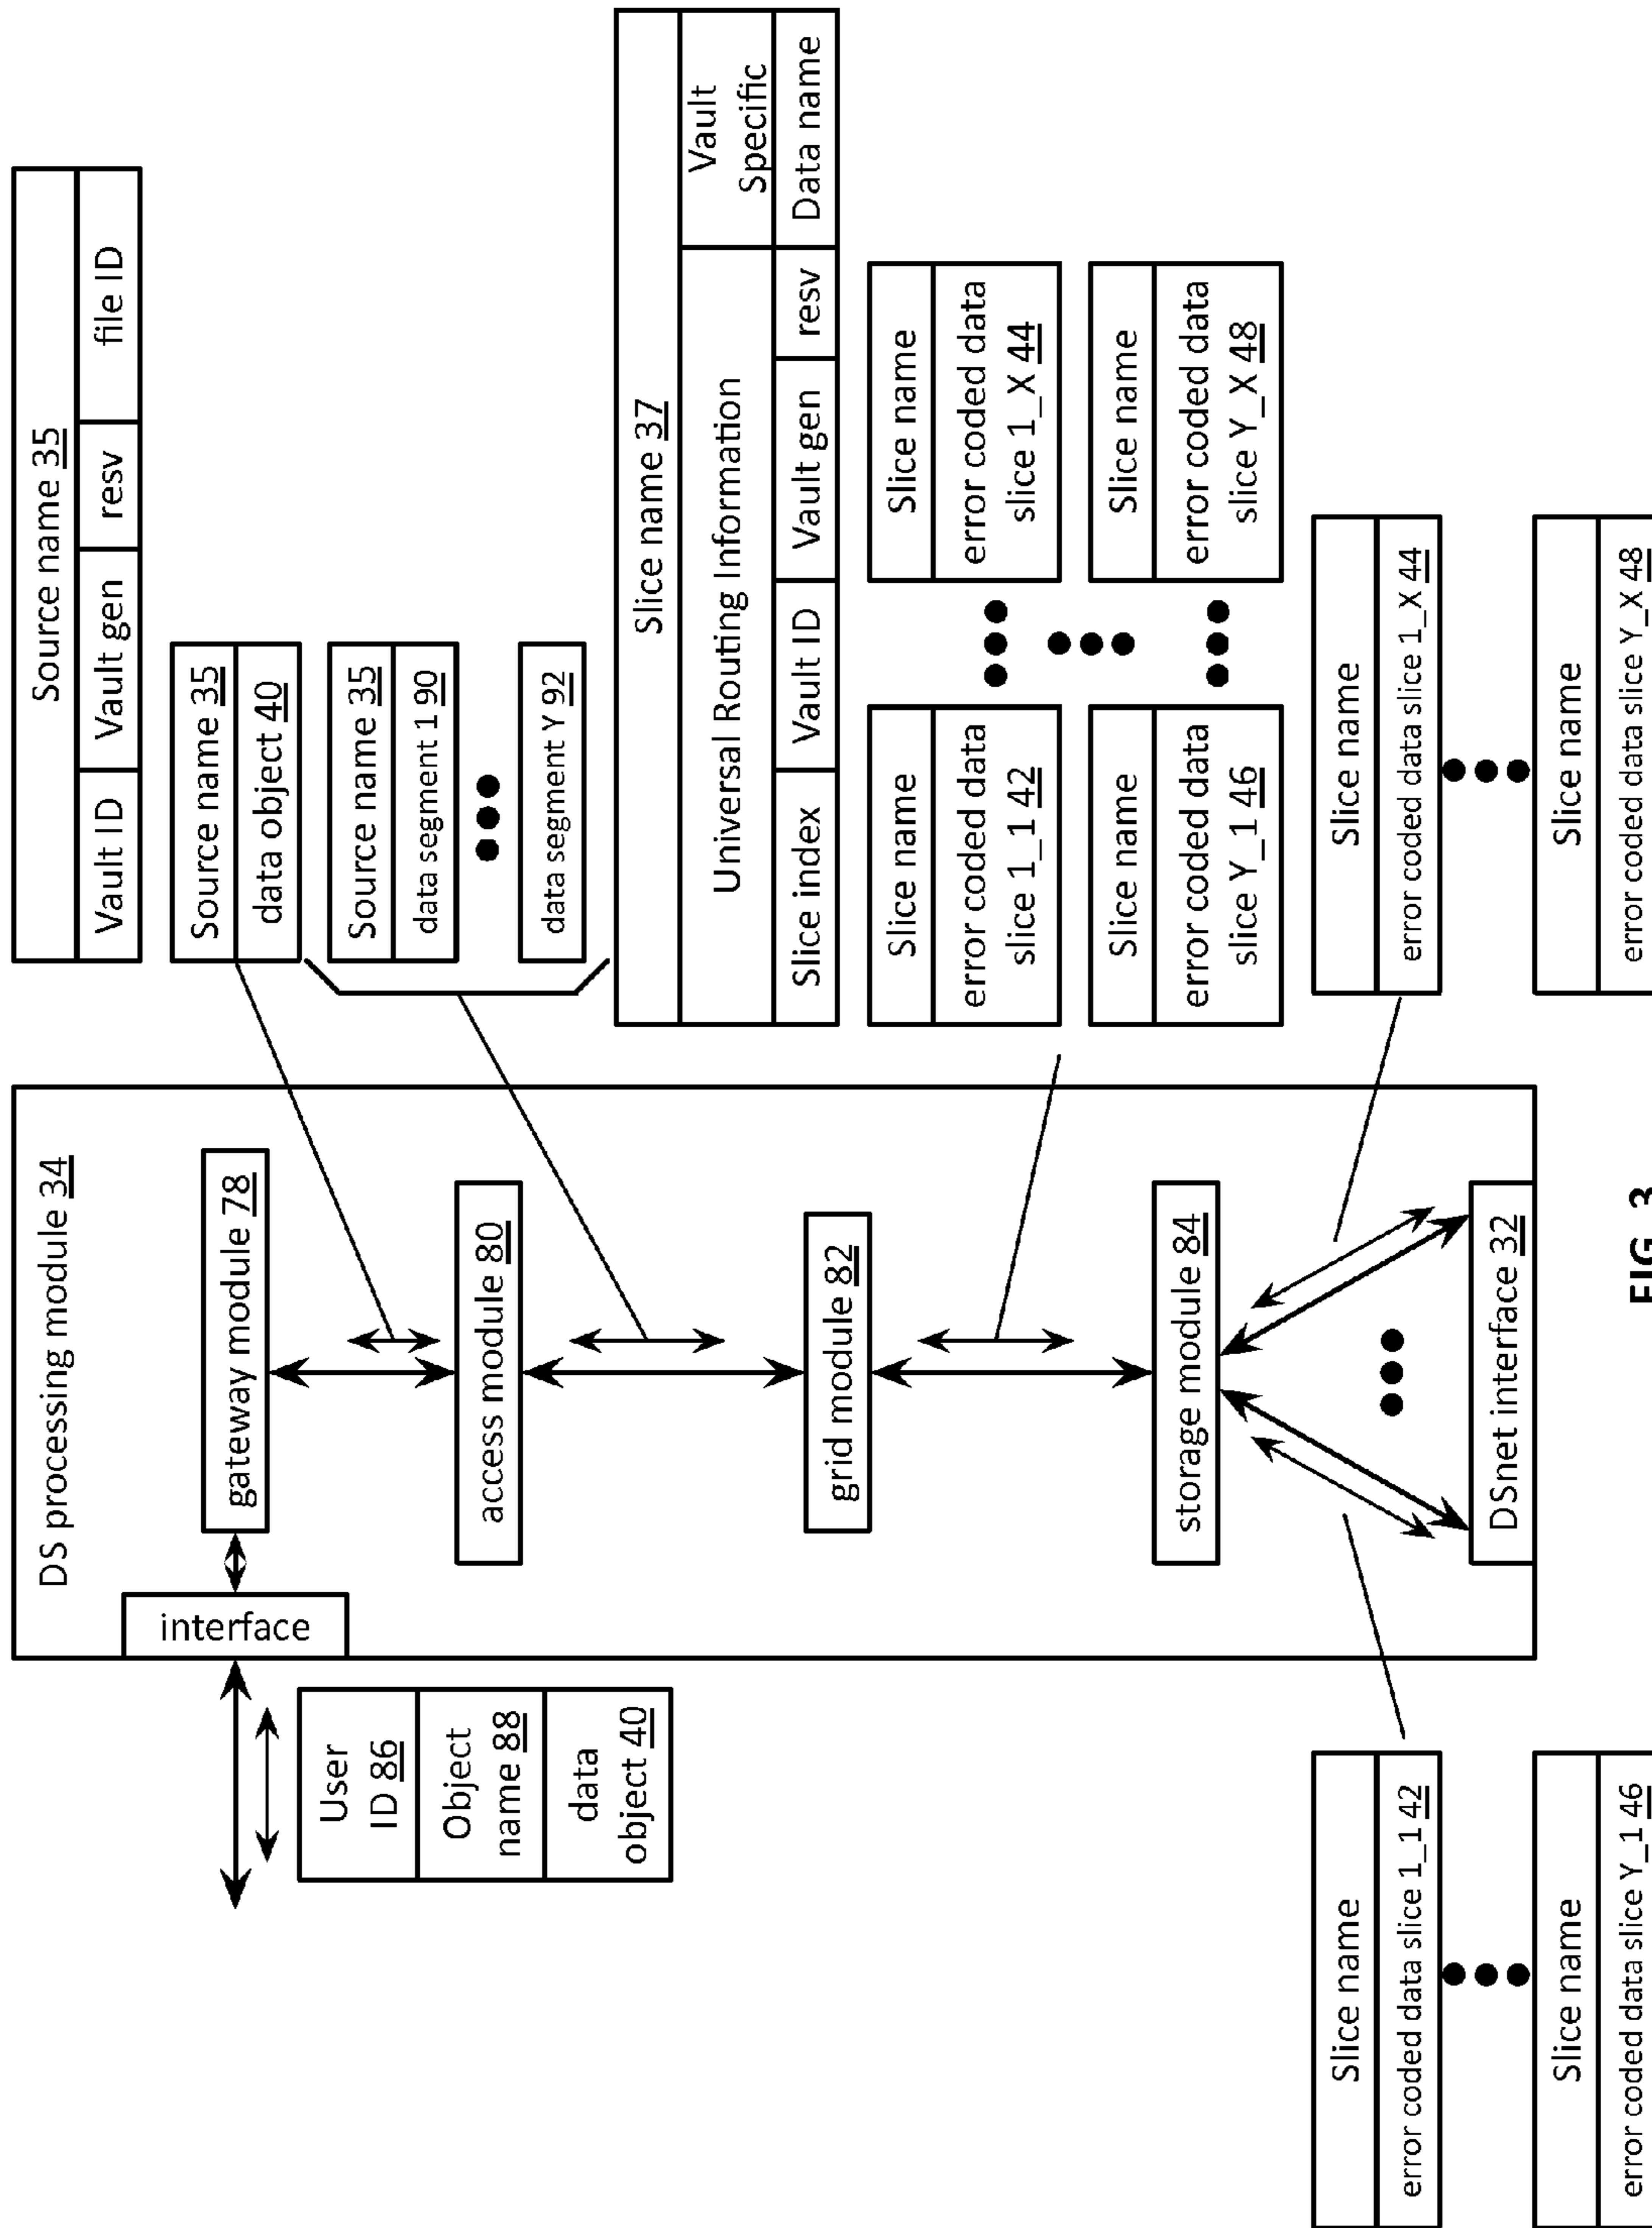 DS processing module 34
interface
gateway module 78
access module 80
grid module 82
storage module 84
DSnet interface 32
User
ID 86
Object
name 88
data
object 40
Source name 35
Vault ID
Vault gen
resv
file ID
Source name 35
data object 40
Source name 35
data segment 1 90
data segment Y 92
Slice name 37
Universal Routing Information
Vault
Specific
Slice index
Vault ID
Vault gen
resv
Data name
Slice name
error coded data
slice 1_1 42
Slice name
error coded data
slice 1_X 44
Slice name
error coded data
slice Y_1 46
Slice name
error coded data
slice Y_X 48
Slice name
error coded data slice 1_1 42
Slice name
error coded data slice Y_1 46
Slice name
error coded data slice 1_X 44
Slice name
error coded data slice Y_X 48
FIG. 3